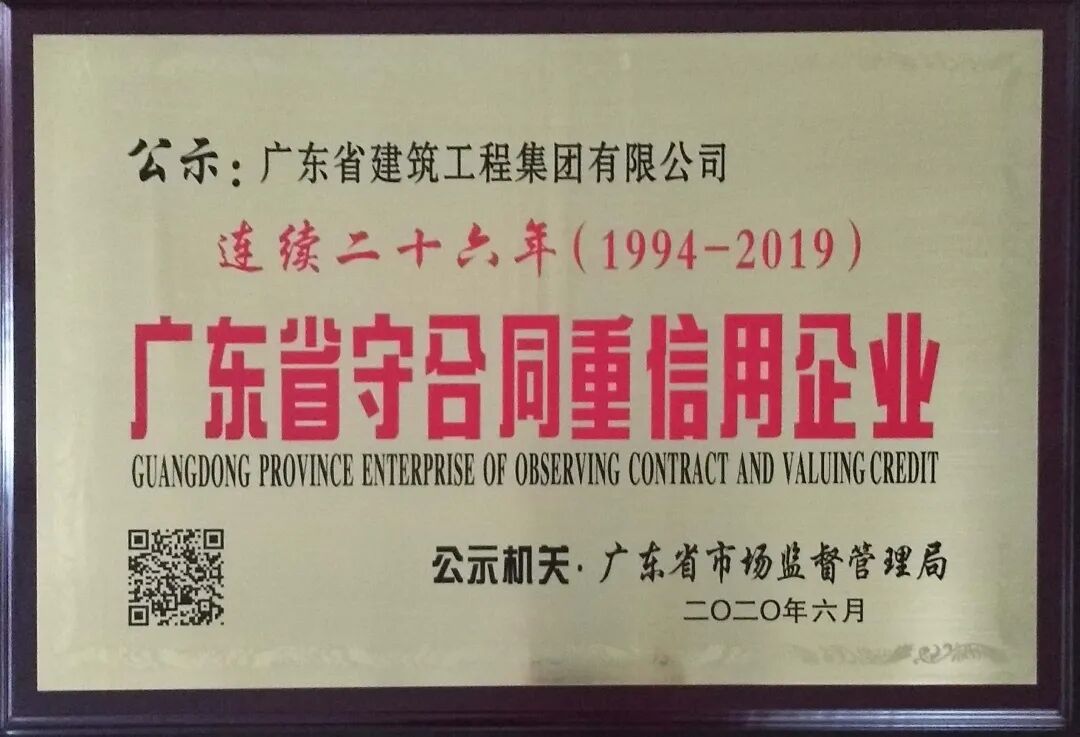 公示：广东省建筑工程集团有限公司
连续二十六年（1994-2019）
广东省守合同重信用企业
GUANGDONG PROVINCE ENTERPRISE OF OBSERVING CONTRACT AND VALUING CREDIT
公示机关·广东省市场监督管理局
二〇二〇年六月